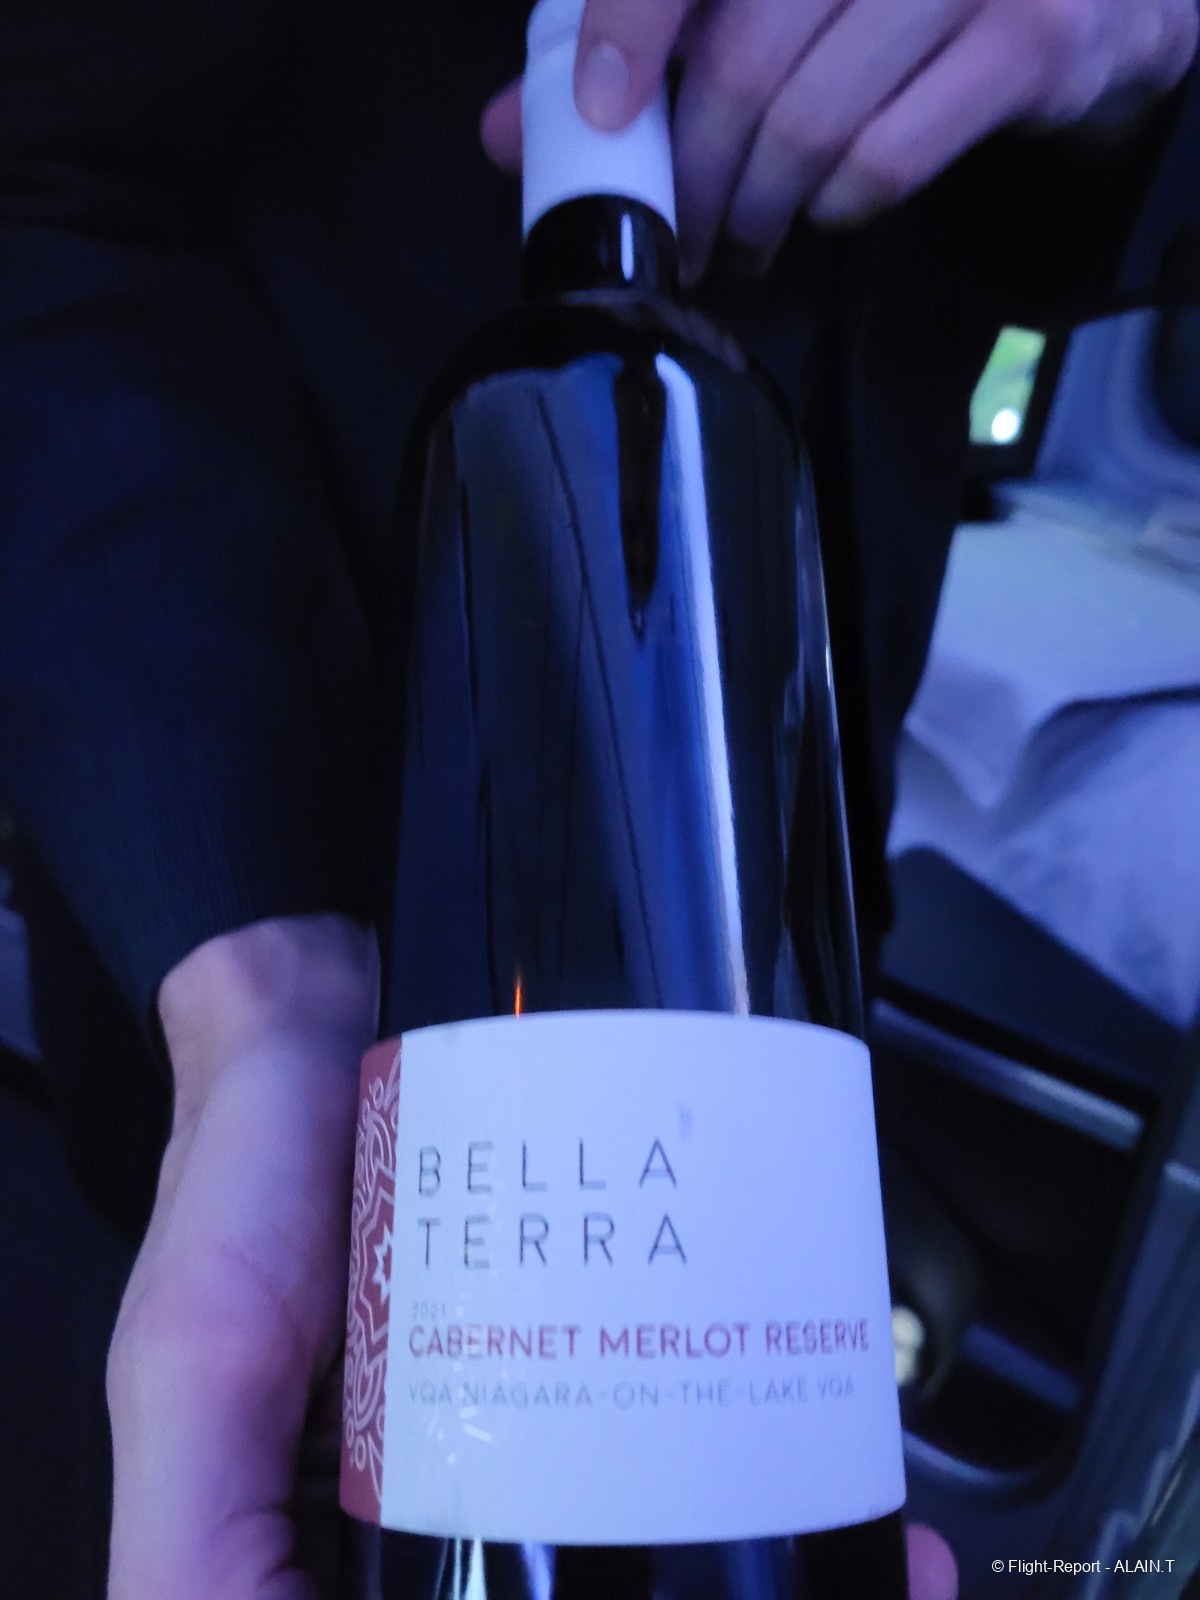 BELLA
TERRA
2021
CABERNET MERLOT RESERVE
VQA NIAGARA-ON-THE-LAKE VQA
© Flight-Report - ALAIN.T